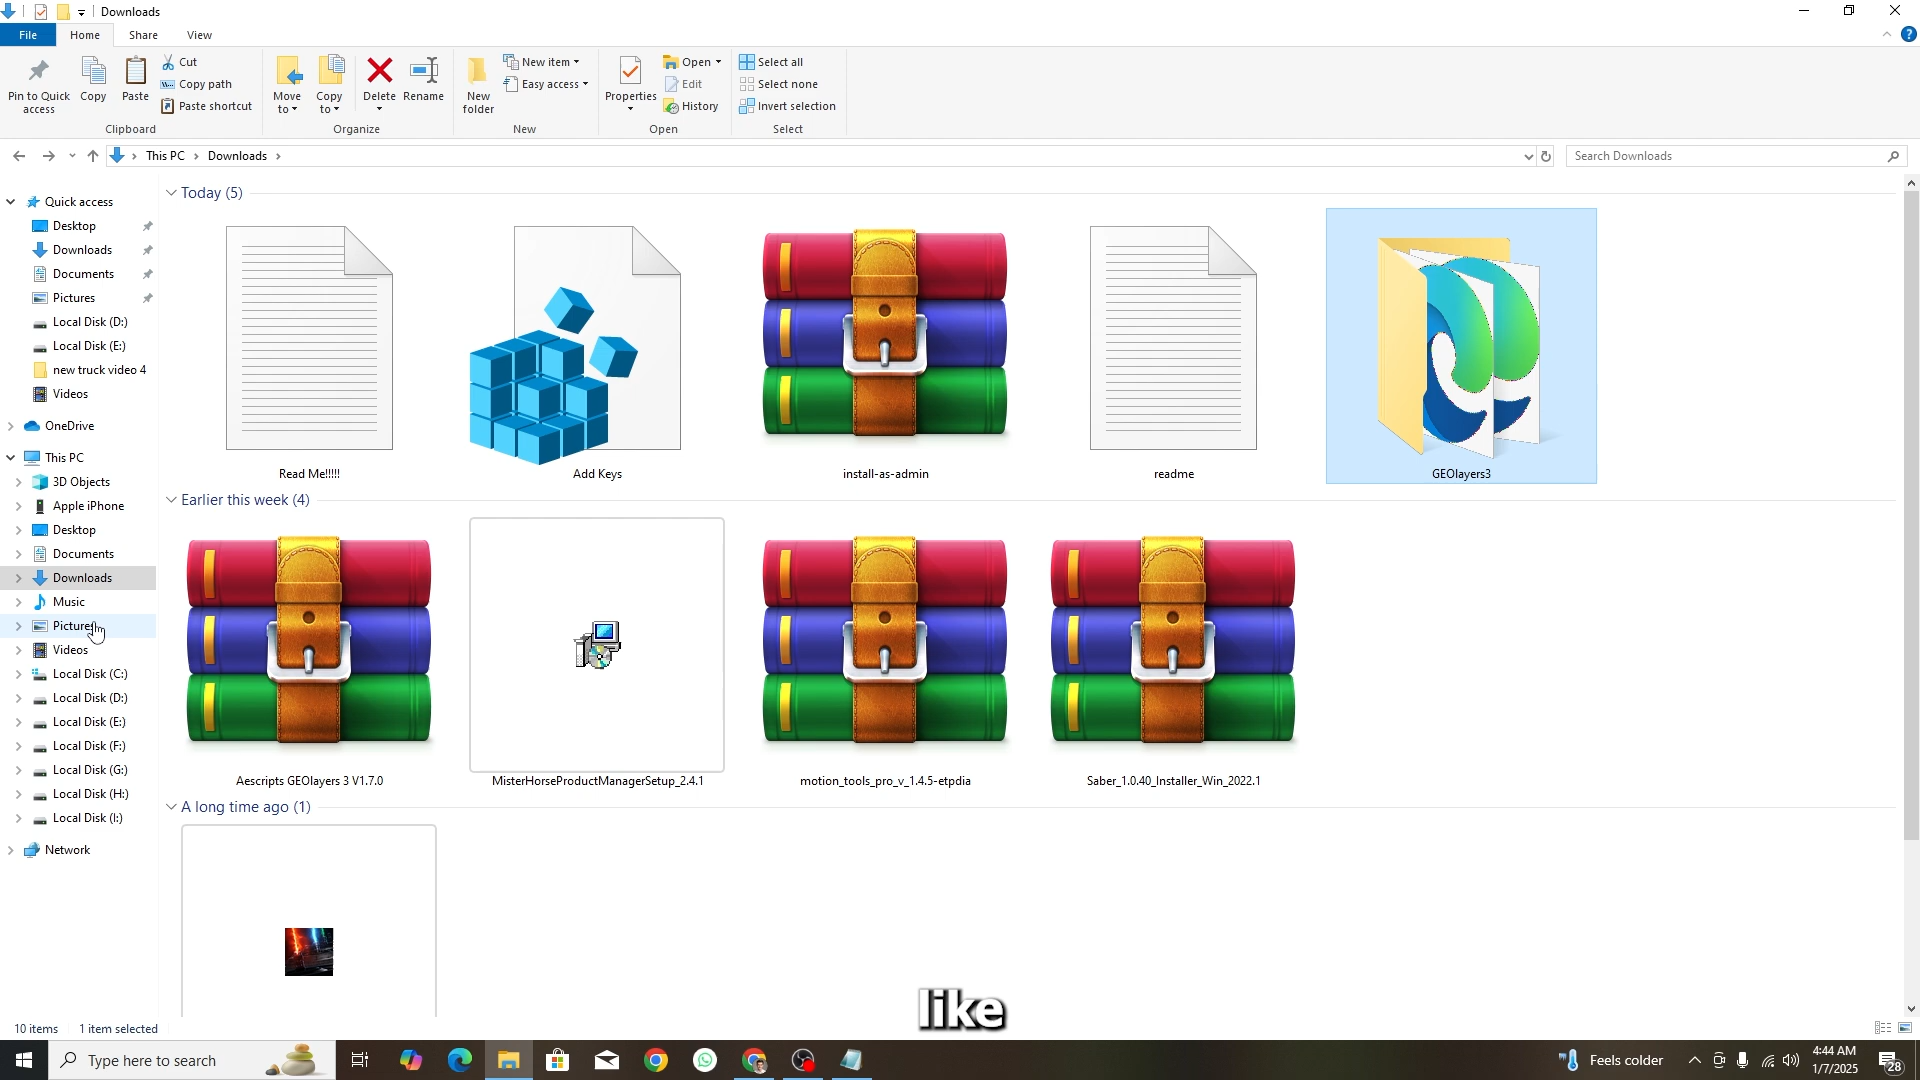 Downloads
File Home Share View
Pin to Quick access
Copy
Paste
Cut
Copy path
Paste shortcut
Clipboard
Move to
Copy to
Delete
Rename
Organize
New folder
New item
Easy access
New
Properties
Open
Edit
History
Open
Select all
Select none
Invert selection
Select
This PC Downloads
Search Downloads
Quick access
Desktop
Downloads
Documents
Pictures
Local Disk (D:)
Local Disk (E:)
new truck video 4
Videos
OneDrive
This PC
3D Objects
Apple iPhone
Desktop
Documents
Downloads
Music
Pictures
Videos
Local Disk (C:)
Local Disk (D:)
Local Disk (E:)
Local Disk (F:)
Local Disk (G:)
Local Disk (H:)
Local Disk (I:)
Network
Today (5)
Read Me!!!!!
Add Keys
install-as-admin
readme
GEOlayers3
Earlier this week (4)
Aescripts GEOlayers 3 V1.7.0
MisterHorseProductManagerSetup_2.4.1
motion_tools_pro_v_1.4.5-etpdia
Saber_1.0.40_Installer_Win_2022.1
A long time ago (1)
like
10 items 1 item selected
Type here to search
Feels colder
4:44 AM
1/7/2025
28